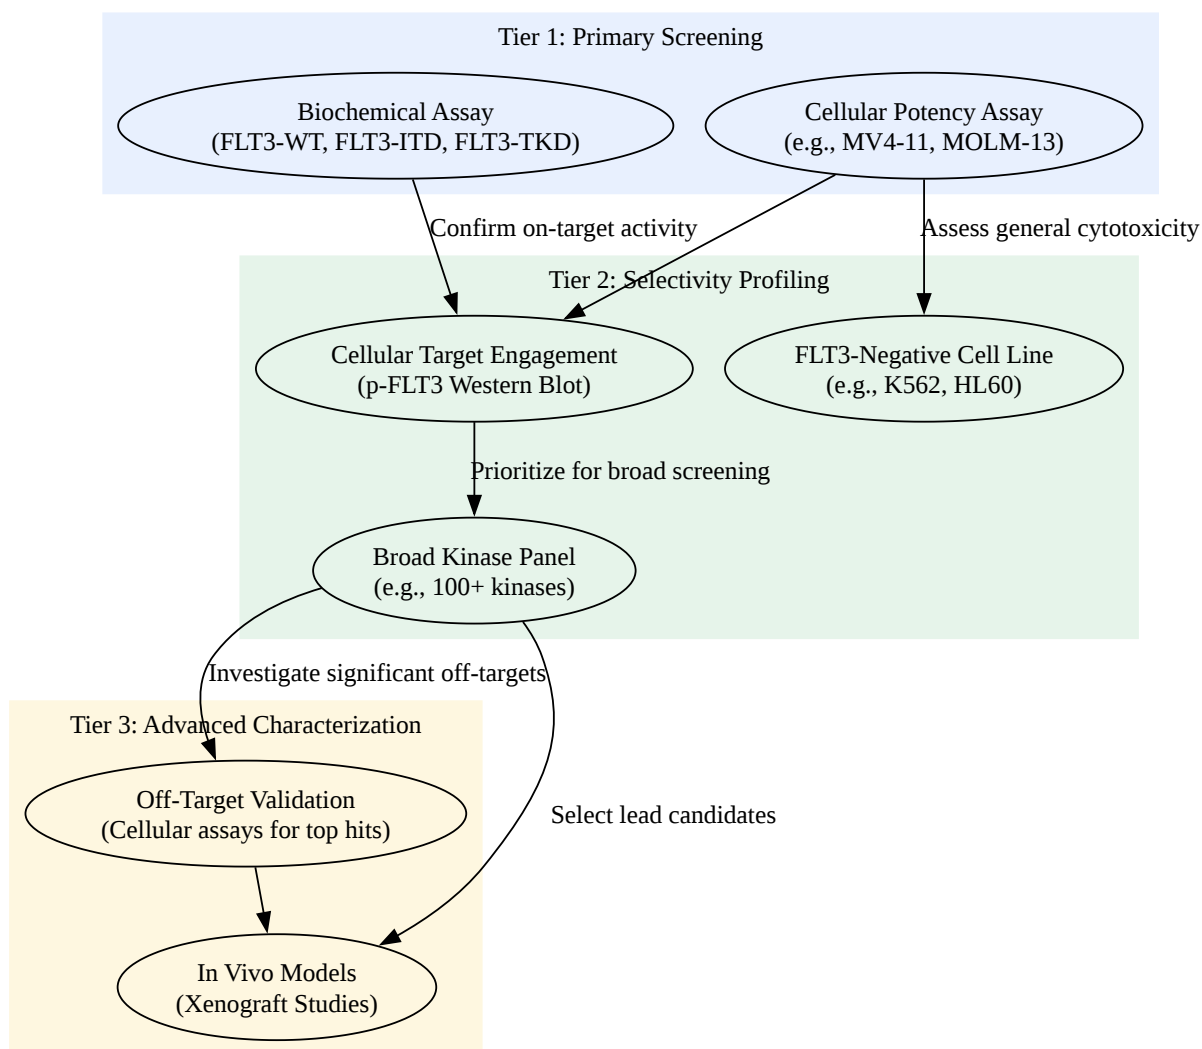 Tier 1: Primary Screening
Biochemical Assay
(FLT3-WT, FLT3-ITD, FLT3-TKD)
Cellular Potency Assay
(e.g., MV4-11, MOLM-13)
Confirm on-target activity
Assess general cytotoxicity
Tier 2: Selectivity Profiling
Cellular Target Engagement
(p-FLT3 Western Blot)
FLT3-Negative Cell Line
(e.g., K562, HL60)
Prioritize for broad screening
Broad Kinase Panel
(e.g., 100+ kinases)
Investigate significant off-targets
Tier 3: Advanced Characterization
Off-Target Validation
(Cellular assays for top hits)
Select lead candidates
In Vivo Models
(Xenograft Studies)